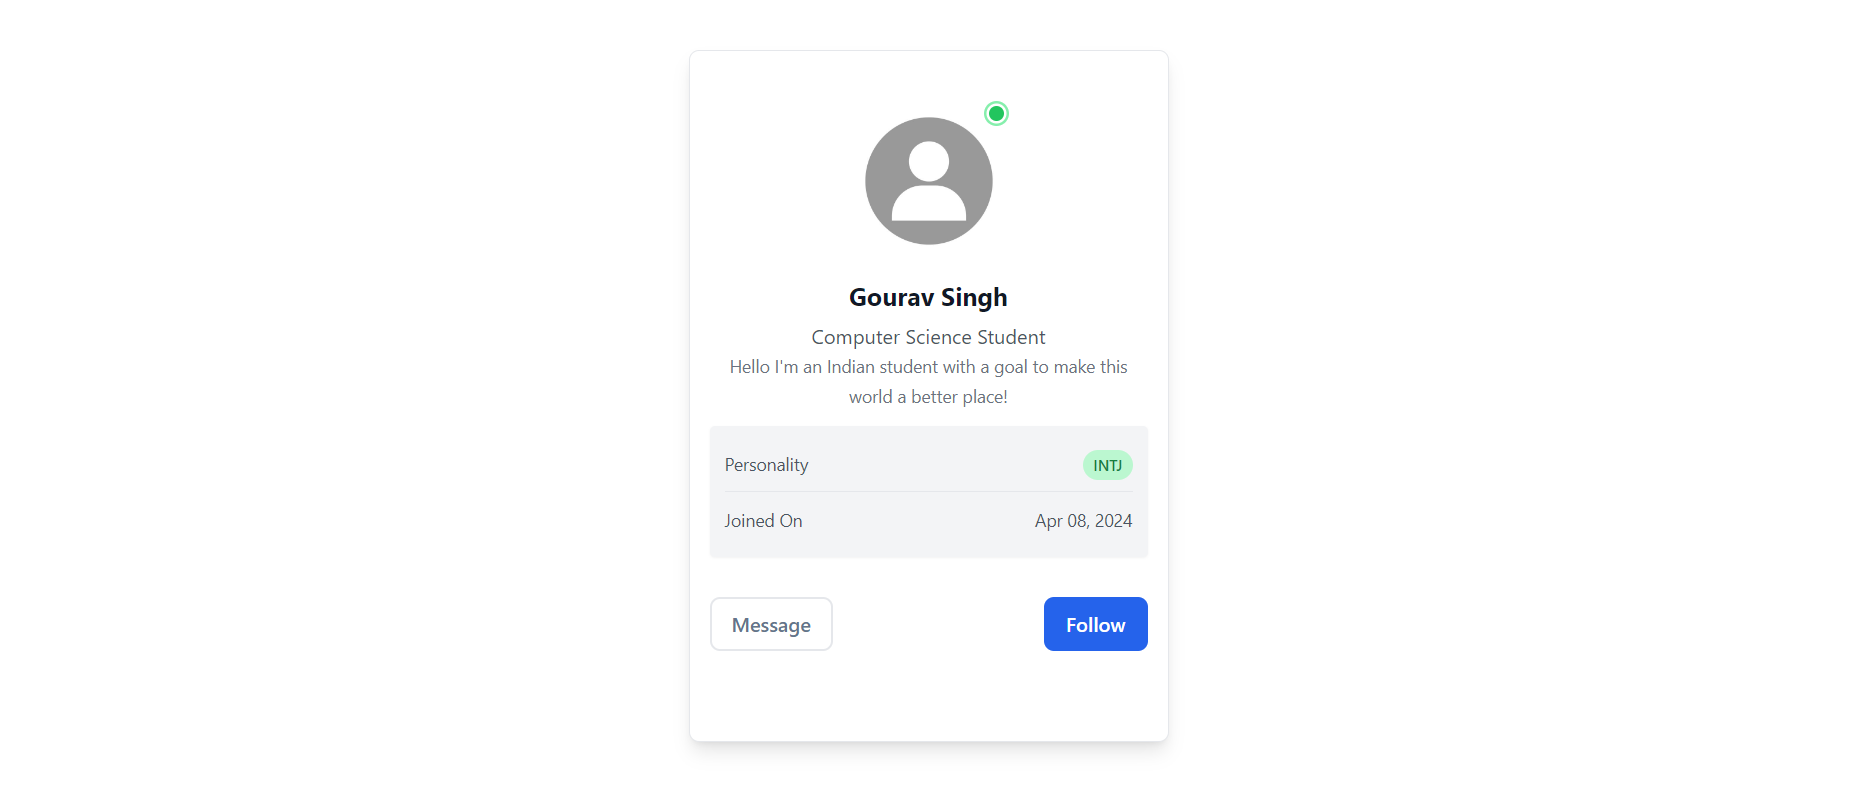 Gourav Singh
Computer Science Student
Hello I'm an Indian student with a goal to make this
world a better place!
Personality INTJ
Joined On Apr 08, 2024
Message Follow